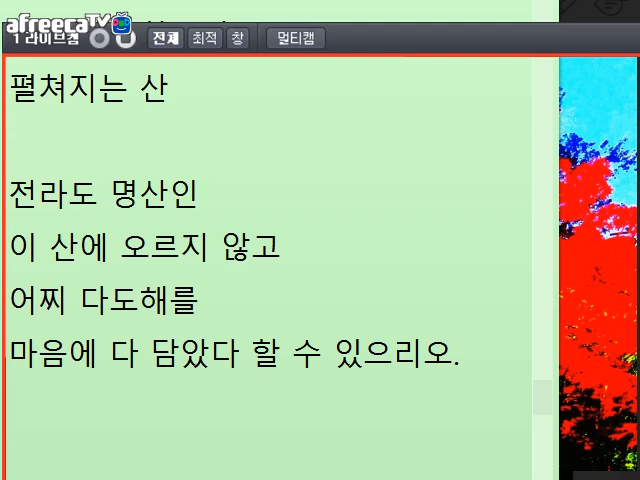 afreecaTV
1 라이브캠 전체 최적 창 멀티캠
펼쳐지는 산
전라도 명산인
이 산에 오르지 않고
어찌 다도해를
마음에 다 담았다 할 수 있으리오.